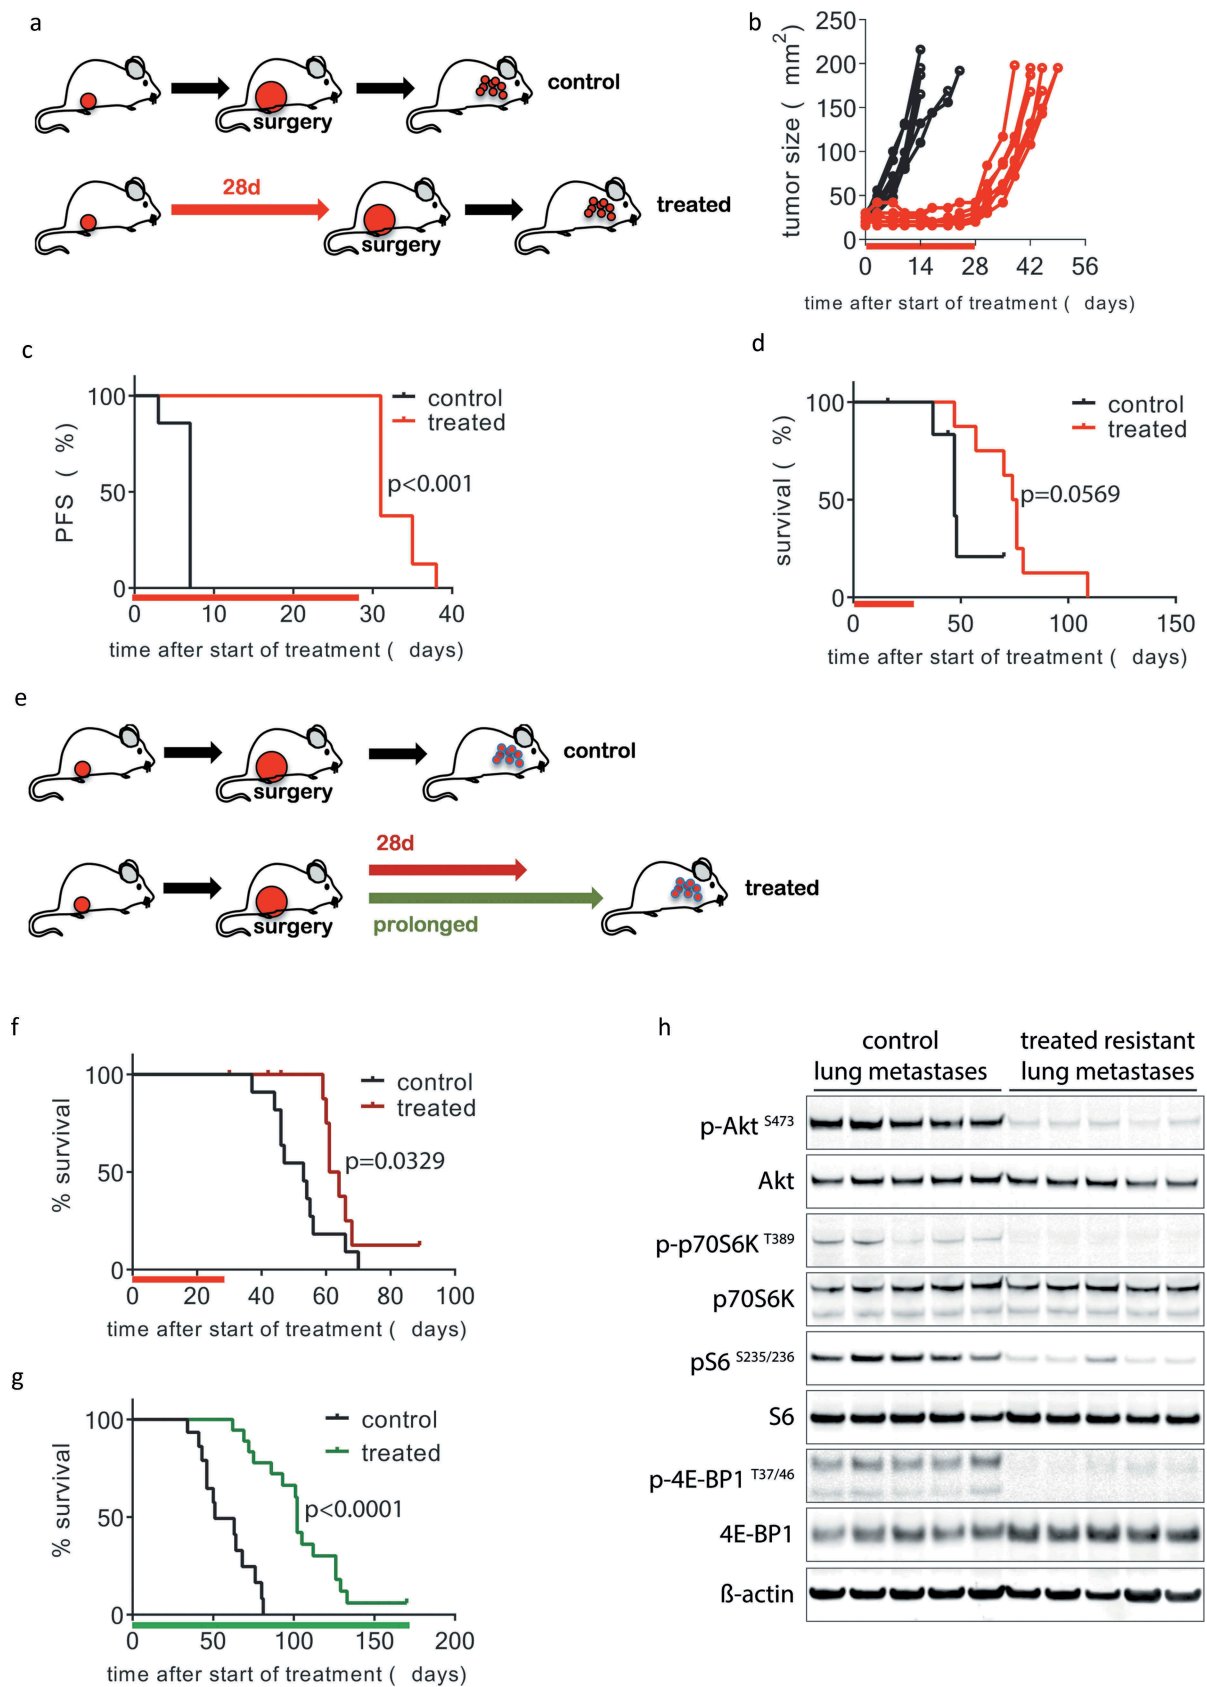 a
control
surgery
28d
treated
surgery
b
tumor size ( mm2)
250
200
150
100
50
0
0 14 28 42 56
time after start of treatment ( days)
c
PFS ( %)
100
50
0
control
treated
p<0.001
10 20 30 40
time after start of treatment ( days)
d
survival ( %)
100
50
0
control
treated
p=0.0569
0 50 100 150
time after start of treatment ( days)
e
control
surgery
28d
treated
surgery
prolonged
f
% survival
100
50
0
control
treated
p=0.0329
0 20 40 60 80 100
time after start of treatment ( days)
g
% survival
100
50
0
control
treated
p<0.0001
0 50 100 150 200
time after start of treatment ( days)
h
control
lung metastases
treated resistant
lung metastases
p-Akt S473
Akt
p-p70S6K T389
p70S6K
pS6 S235/236
S6
p-4E-BP1 T37/46
4E-BP1
ß-actin